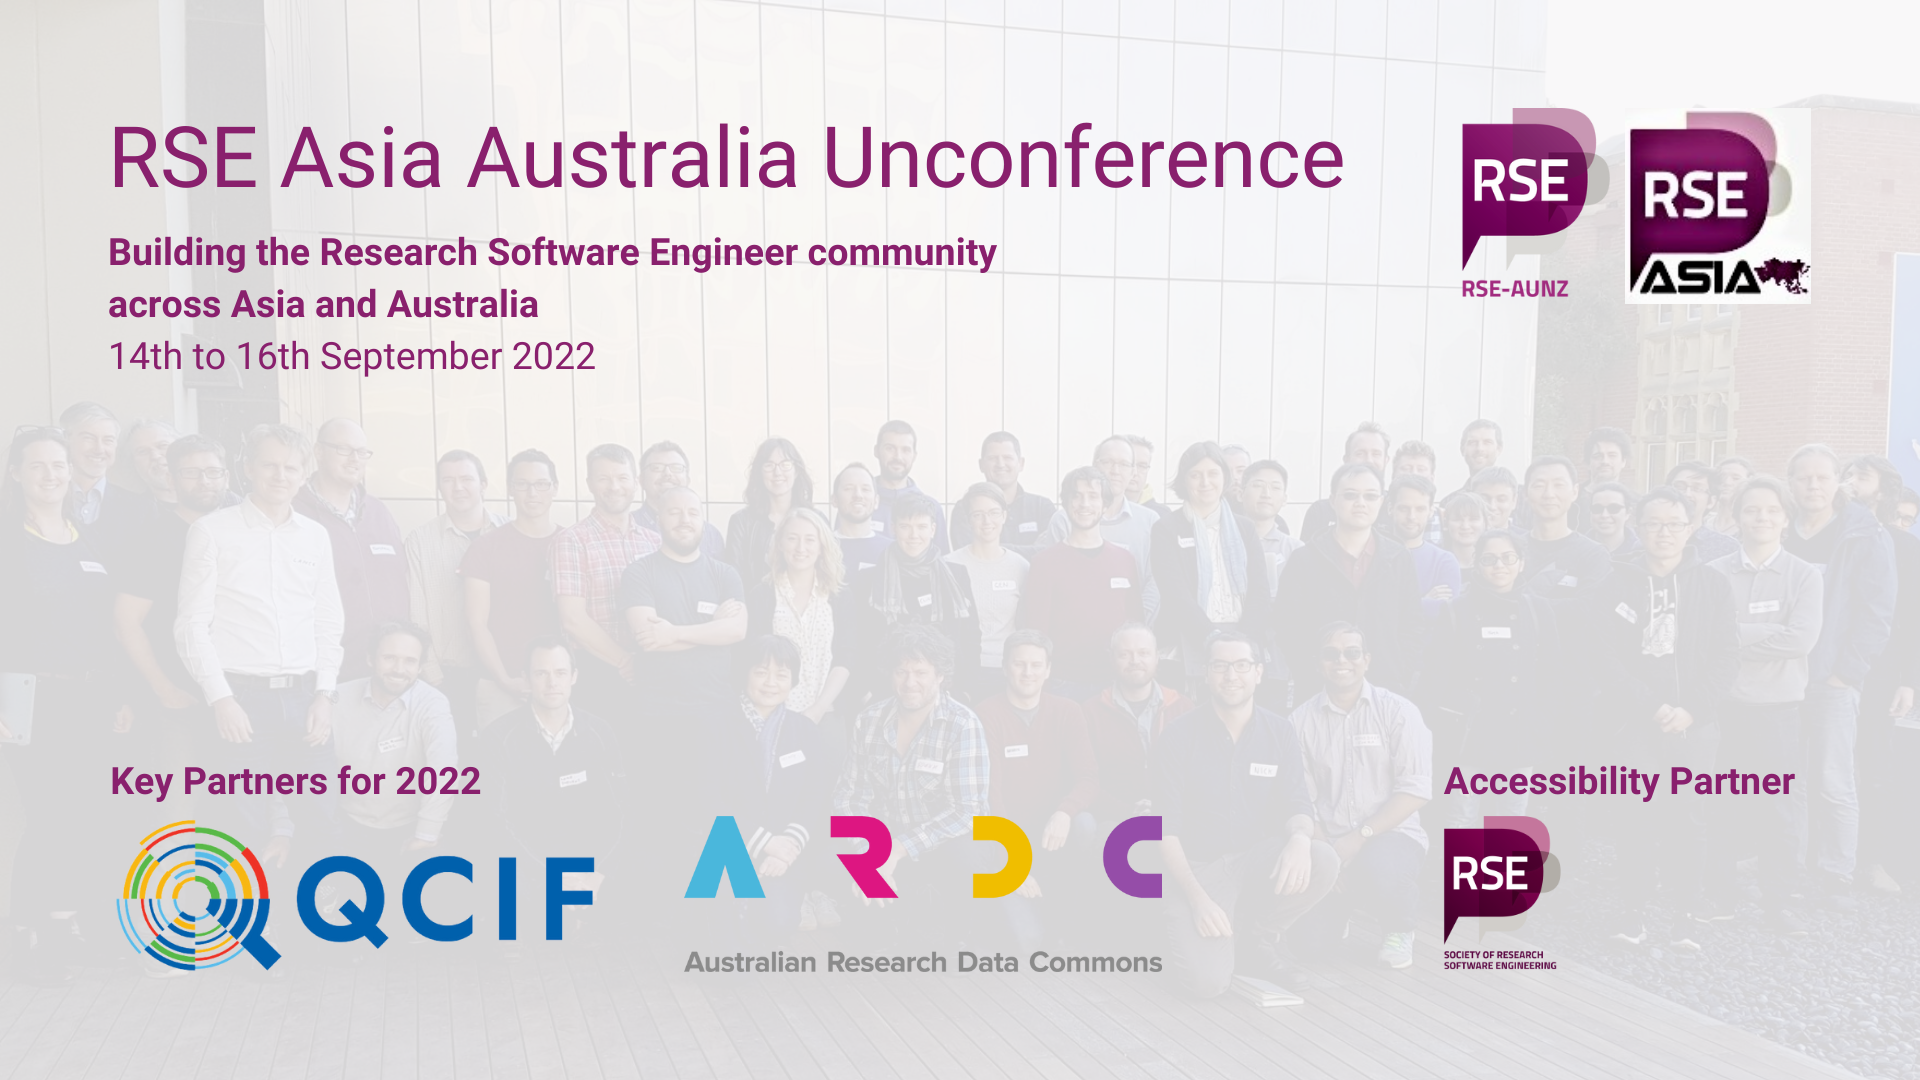 RSE Asia Australia Unconference
Building the Research Software Engineer community
across Asia and Australia
14th to 16th September 2022
RSE
RSE-AUNZ
RSE
ASIA
Key Partners for 2022
QCIF
ARDC
Australian Research Data Commons
Accessibility Partner
RSE
SOCIETY OF RESEARCH
SOFTWARE ENGINEERING